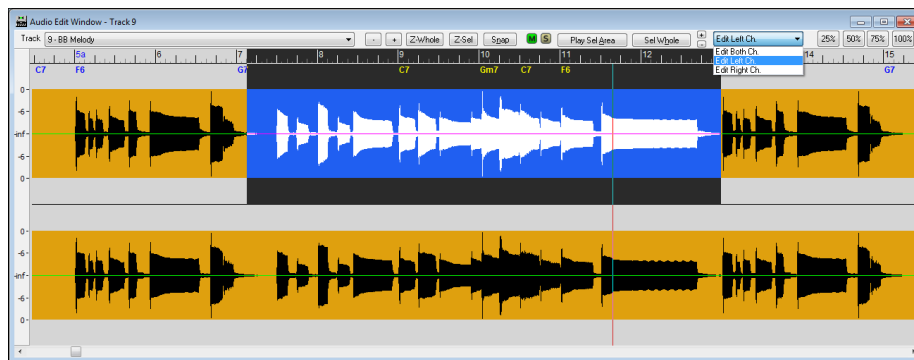 Audio Edit Window - Track 9
Track 9 - BB Melody - + Z-Whole Z-Sel Snap M S Play Sel Area Sel Whole + - Edit Left Ch. 25% 50% 75% 100%
Edit Both Ch.
Edit Left Ch.
Edit Right Ch.
5a 6 7 8 9 10 11 12 14 15
C7 F6 G7 C7 Gm7 C7 F6 G7
0-
-6-
-inf-
-6-
0-
0-
-6-
-inf-
-6-
0-